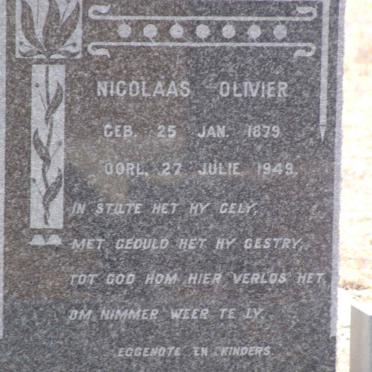 NICOLAAS OLIVIER
GEB. 25 JAN. 1879
OORL. 27 JULIE 1949
IN STILTE HET HY GELY,
MET GEDULD HET HY GESTRY,
TOT GOD HOM HIER VERLOS HET
OM NIMMER WEER TE LY.
EGGENOTE EN KINDERS